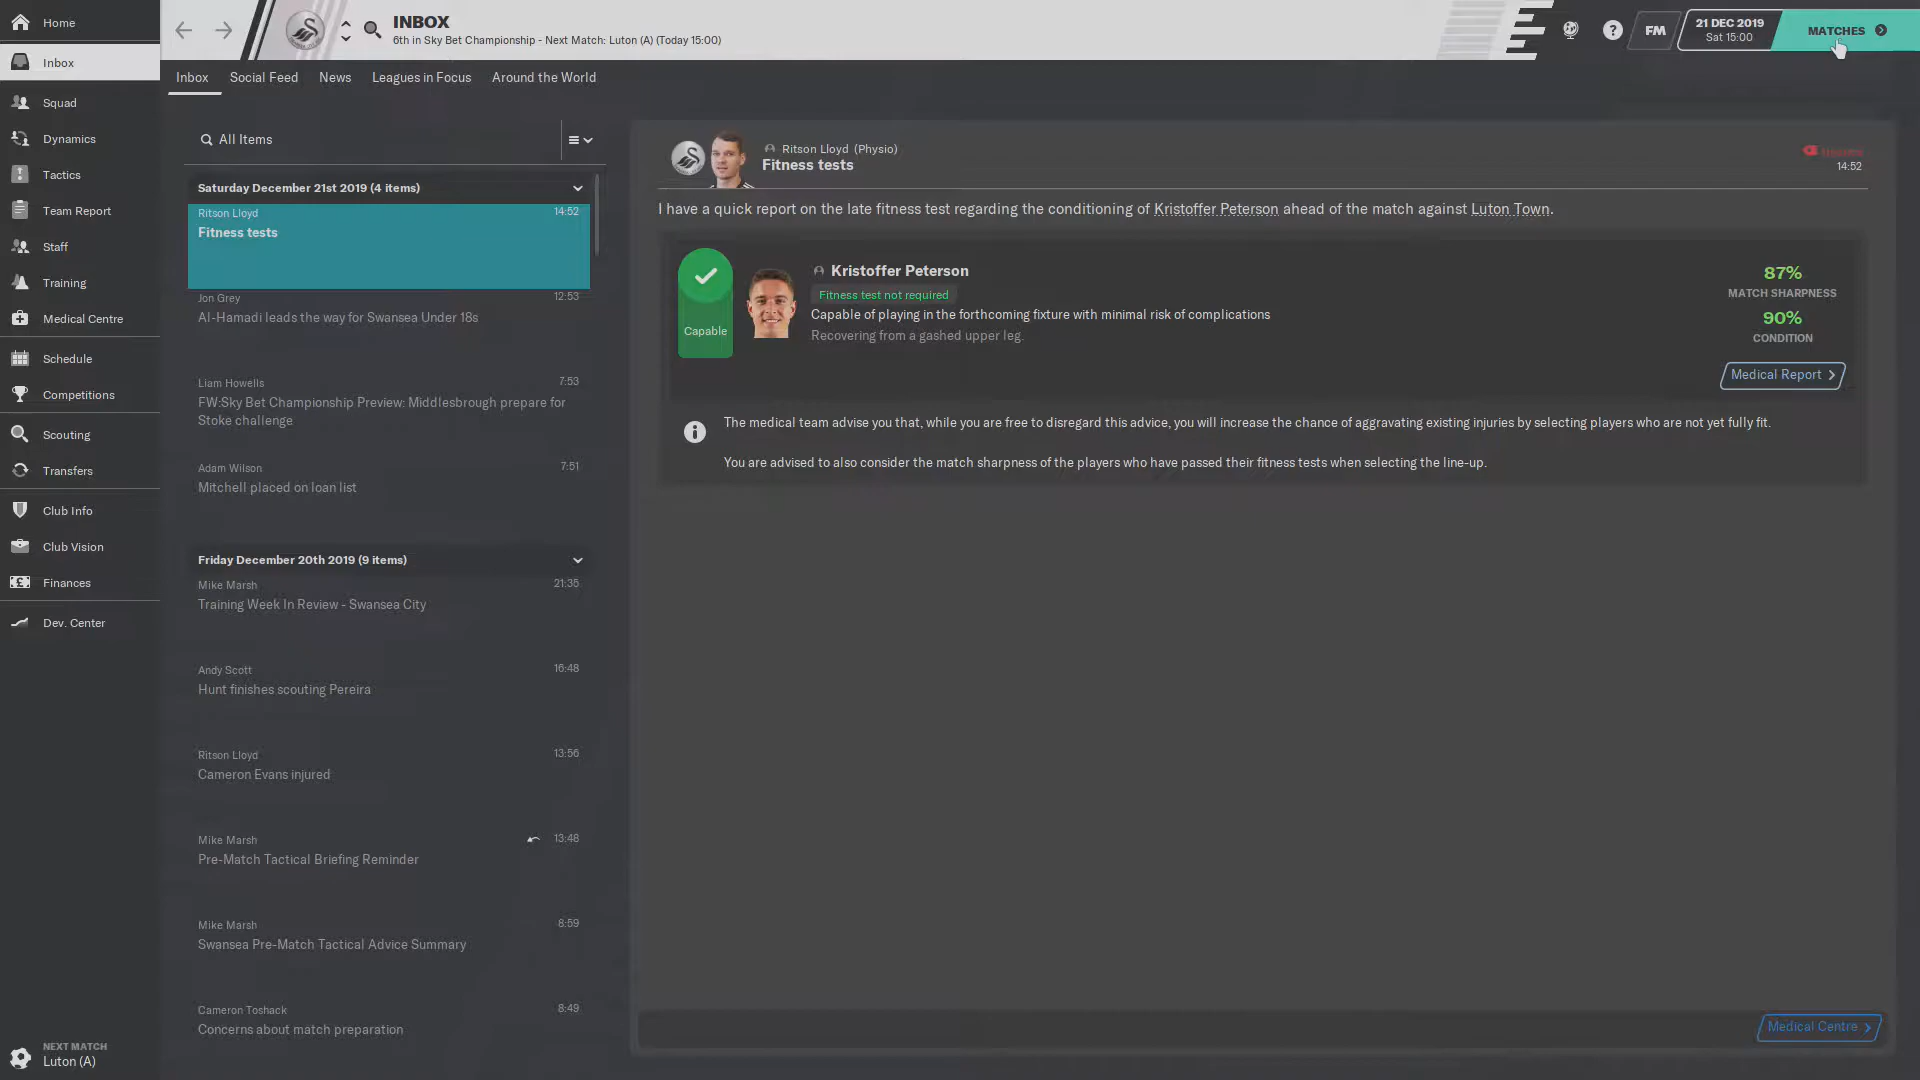 Home
Inbox
Squad
Dynamics
Tactics
Team Report
Staff
Training
Medical Centre
Schedule
Competitions
Scouting
Transfers
Club Info
Club Vision
Finances
Dev. Center
NEXT MATCH
Luton (A)
INBOX
6th in Sky Bet Championship - Next Match: Luton (A) (Today 15:00)
FM
21 DEC 2019
Sat 15:00
MATCHES
Inbox
Social Feed
News
Leagues in Focus
Around the World
All Items
Saturday December 21st 2019 (4 items)
Ritson Lloyd 14:52
Fitness tests
Jon Grey 12:53
Al-Hamadi leads the way for Swansea Under 18s
Liam Howells 7:53
FW:Sky Bet Championship Preview: Middlesbrough prepare for
Stoke challenge
Adam Wilson 7:51
Mitchell placed on loan list
Friday December 20th 2019 (9 items)
Mike Marsh 21:35
Training Week In Review - Swansea City
Andy Scott 16:48
Hunt finishes scouting Pereira
Ritson Lloyd 13:56
Cameron Evans injured
Mike Marsh 13:48
Pre-Match Tactical Briefing Reminder
Mike Marsh 8:59
Swansea Pre-Match Tactical Advice Summary
Cameron Toshack 8:49
Concerns about match preparation
Ritson Lloyd (Physio)
Fitness tests
14:52
I have a quick report on the late fitness test regarding the conditioning of Kristoffer Peterson ahead of the match against Luton Town.
Capable
Kristoffer Peterson
Fitness test not required
Capable of playing in the forthcoming fixture with minimal risk of complications
Recovering from a gashed upper leg.
87%
MATCH SHARPNESS
90%
CONDITION
Medical Report
The medical team advise you that, while you are free to disregard this advice, you will increase the chance of aggravating existing injuries by selecting players who are not yet fully fit.
You are advised to also consider the match sharpness of the players who have passed their fitness tests when selecting the line-up.
Medical Centre